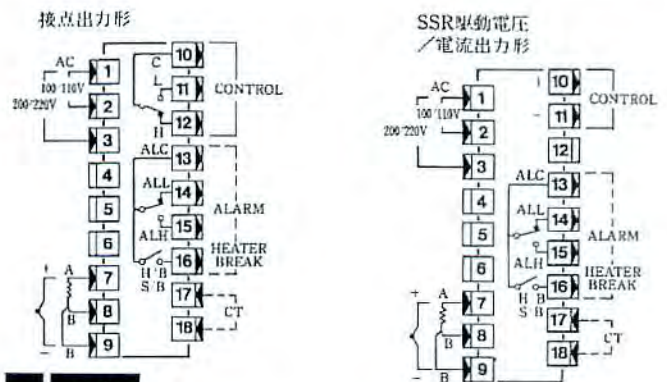 接点出力形
AC
100/110V
200/220V
1
2
3
4
5
6
7
8
9
+
A
B
B
−
C
L
H
10
11
12
CONTROL
ALC
ALL
ALH
13
14
15
16
ALARM
HEATER
BREAK
H B
S B
17
18
CT
SSR駆動電圧
／電流出力形
AC
100/110V
200/220V
1
2
3
4
5
6
7
8
9
+
A
B
B
−
+
−
10
11
12
CONTROL
ALC
ALL
ALH
13
14
15
16
ALARM
HEATER
BREAK
H B
S B
17
18
CT